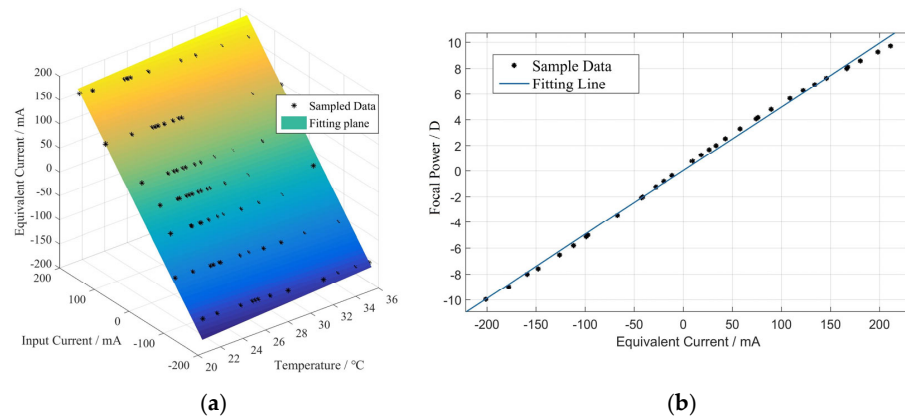 200
150
100
50
0
-50
-100
-150
-200
Equivalent Current / mA
Sampled Data
Fitting plane
200
100
0
-100
-200
Input Current / mA
20
22
24
26
28
30
32
34
36
Temperature / °C
(a)
10
8
6
4
2
0
-2
-4
-6
-8
-10
Focal Power / D
Sample Data
Fitting Line
-200 -150 -100 -50 0 50 100 150 200
Equivalent Current / mA
(b)